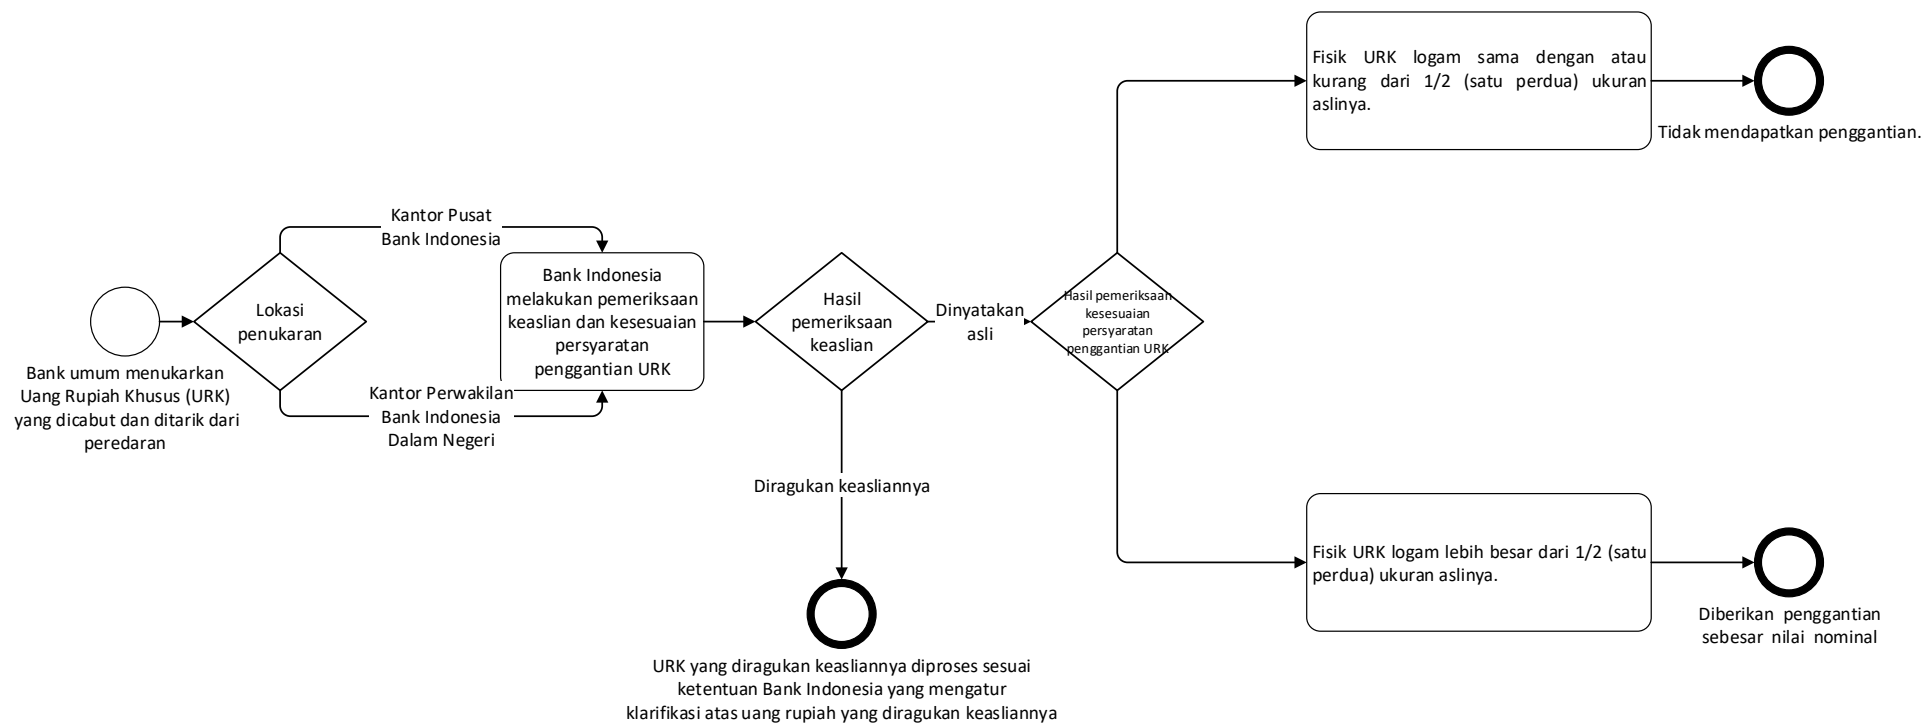 Bank umum menukarkan
Uang Rupiah Khusus (URK)
yang dicabut dan ditarik dari
peredaran
Lokasi
penukaran
Kantor Pusat
Bank Indonesia
Kantor Perwakilan
Bank Indonesia
Dalam Negeri
Bank Indonesia
melakukan pemeriksaan
keaslian dan kesesuaian
persyaratan
penggantian URK
Hasil
pemeriksaan
keaslian
Diragukan keasliannya
URK yang diragukan keasliannya diproses sesuai
ketentuan Bank Indonesia yang mengatur
klarifikasi atas uang rupiah yang diragukan keasliannya
Dinyatakan
asli
Hasil pemeriksaan
kesesuaian
persyaratan
penggantian URK
Fisik URK logam sama dengan atau
kurang dari 1/2 (satu perdua) ukuran
aslinya.
Tidak mendapatkan penggantian.
Fisik URK logam lebih besar dari 1/2 (satu
perdua) ukuran aslinya.
Diberikan penggantian
sebesar nilai nominal